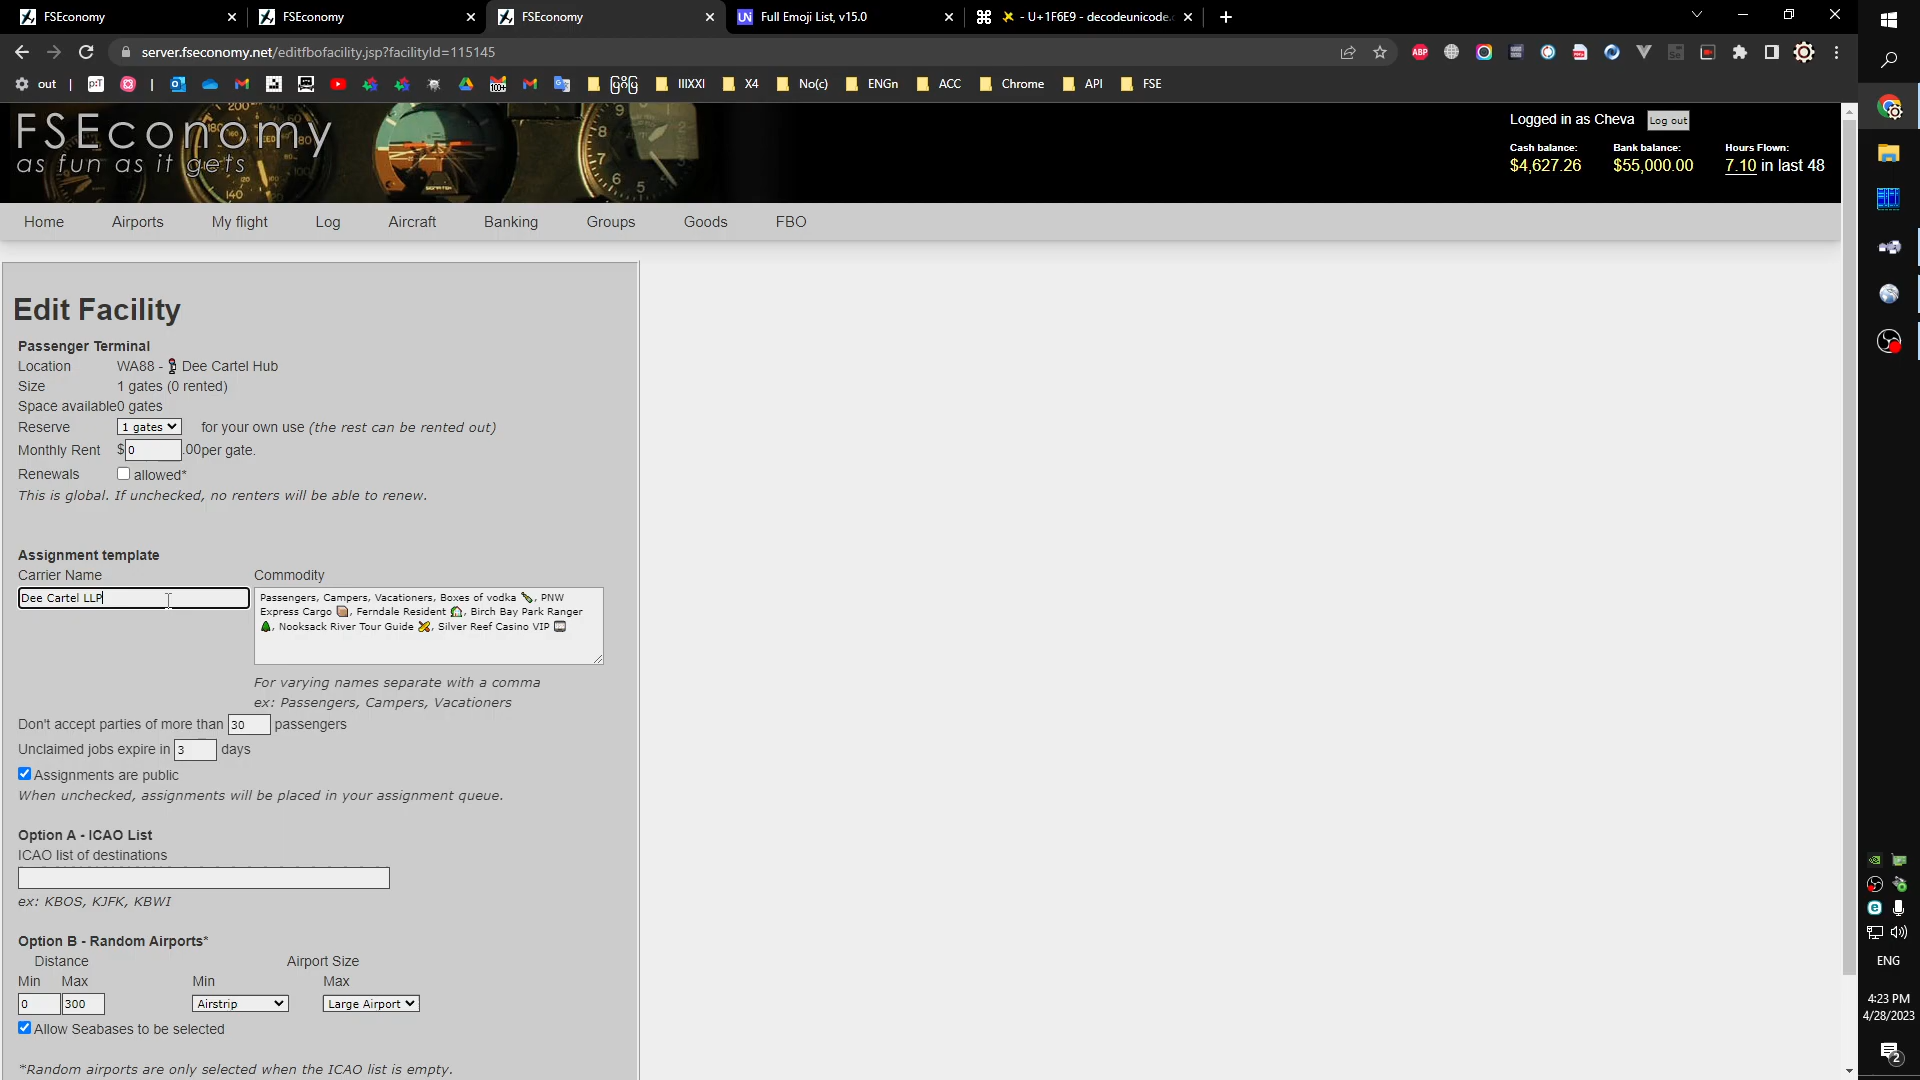 FSEconomy
FSEconomy
FSEconomy
Full Emoji List, v15.0
- U+1F6E9 - decodeunicode.
server.fseconomy.net/editfbofacility.jsp?facilityId=115145
out
IIIXXI
X4
No(c)
ENGn
ACC
Chrome
API
FSE
FSEconomy
as fun as it gets
Logged in as Cheva
Log out
Cash balance:
Bank balance:
Hours Flown:
$4,627.26
$55,000.00
7.10 in last 48
Home
Airports
My flight
Log
Aircraft
Banking
Groups
Goods
FBO
Edit Facility
Passenger Terminal
Location WA88 - Dee Cartel Hub
Size 1 gates (0 rented)
Space available0 gates
Reserve 1 gates for your own use (the rest can be rented out)
Monthly Rent $0.00per gate.
Renewals allowed*
This is global. If unchecked, no renters will be able to renew.
Assignment template
Carrier Name
Commodity
Dee Cartel LLP
Passengers, Campers, Vacationers, Boxes of vodka 🍾, PNW
Express Cargo 📦, Ferndale Resident 🏡, Birch Bay Park Ranger
🌲, Nooksack River Tour Guide 🛩, Silver Reef Casino VIP 🎟
For varying names separate with a comma
ex: Passengers, Campers, Vacationers
Don't accept parties of more than 30 passengers
Unclaimed jobs expire in 3 days
Assignments are public
When unchecked, assignments will be placed in your assignment queue.
Option A - ICAO List
ICAO list of destinations
ex: KBOS, KJFK, KBWI
Option B - Random Airports*
Distance
Airport Size
Min
Max
Min
Max
0
300
Airstrip
Large Airport
Allow Seabases to be selected
*Random airports are only selected when the ICAO list is empty.
ENG
4:23 PM
4/28/2023
2